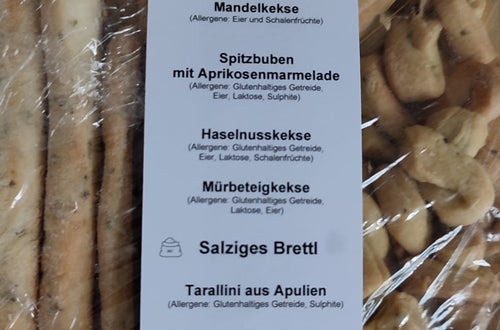 Mandelkekse
(Allergene: Eier und Schalenfrüchte)
Spitzbuben
mit Aprikosenmarmelade
(Allergene: Glutenhaltiges Getreide,
Eier, Laktose, Sulphite)
Haselnusskekse
(Allergene: Glutenhaltiges Getreide,
Eier, Laktose, Schalenfrüchte)
Mürbeteigkekse
(Allergene: Glutenhaltiges Getreide,
Laktose, Eier)
Salziges Brettl
Tarallini aus Apulien
(Allergene: Glutenhaltiges Getreide, Sulphite)